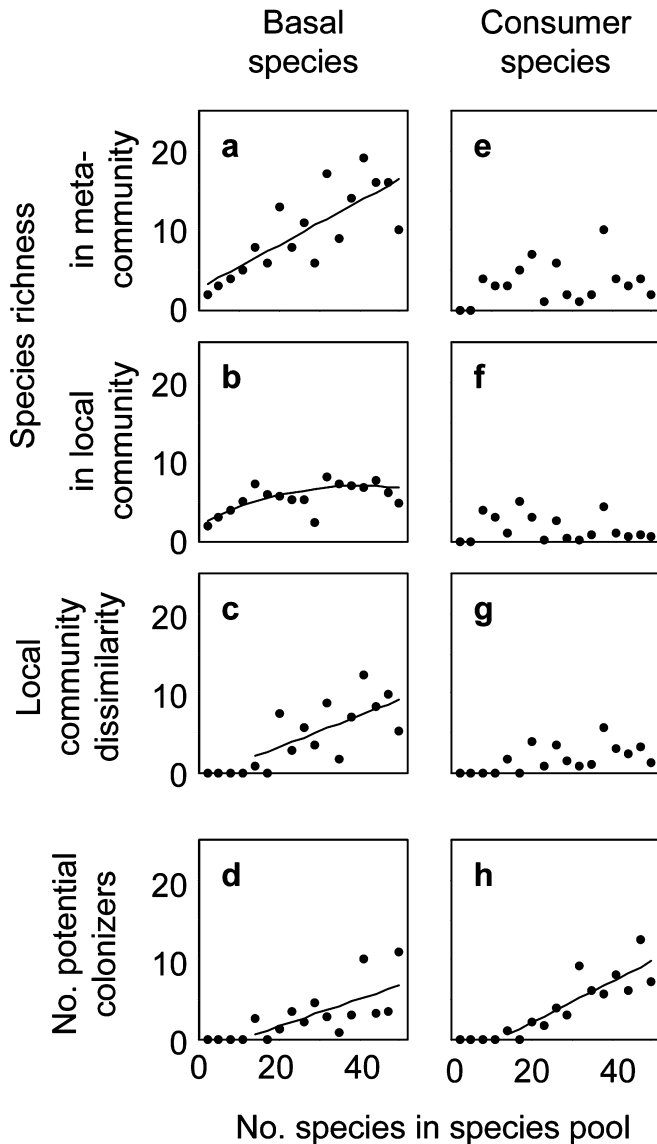 Basal
species
Consumer
species
Species richness
in meta-
community
a
20
10
0
e
in local
community
b
20
10
0
f
Local
community
dissimilarity
c
20
10
0
g
No. potential
colonizers
d
20
10
0
h
0 20 40
0 20 40
No. species in species pool